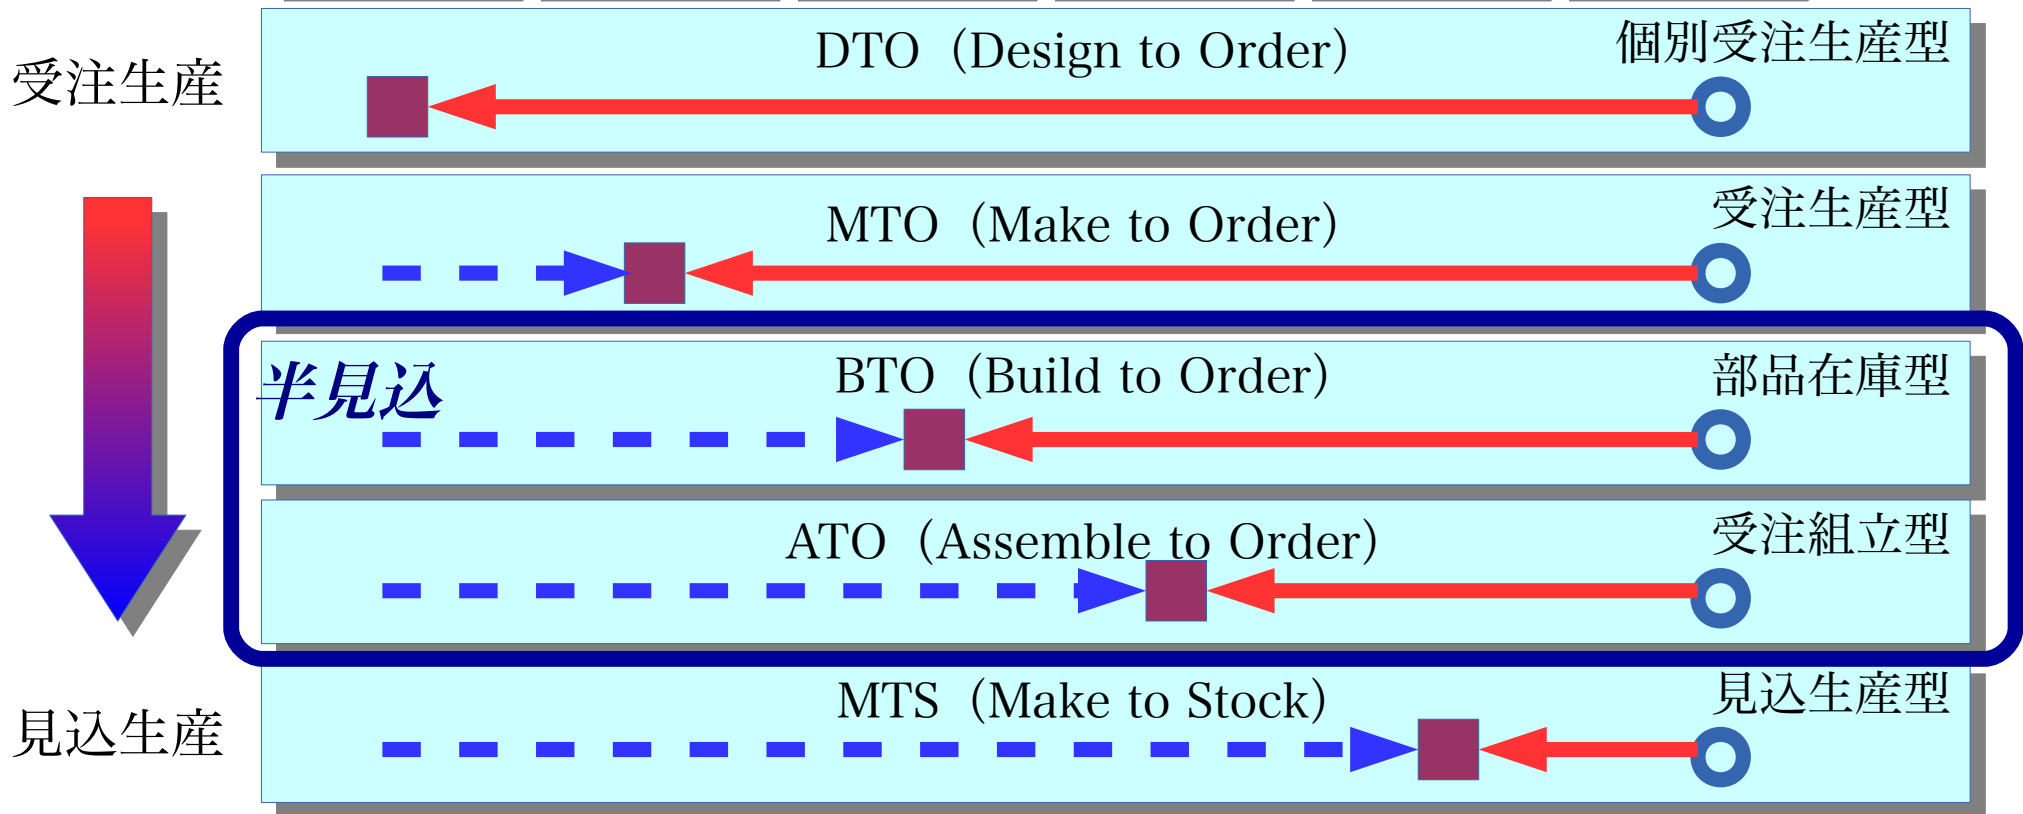 受注生産
DTO（Design to Order）
個別受注生産型
MTO（Make to Order）
受注生産型
半見込
BTO（Build to Order）
部品在庫型
ATO（Assemble to Order）
受注組立型
見込生産
MTS（Make to Stock）
見込生産型